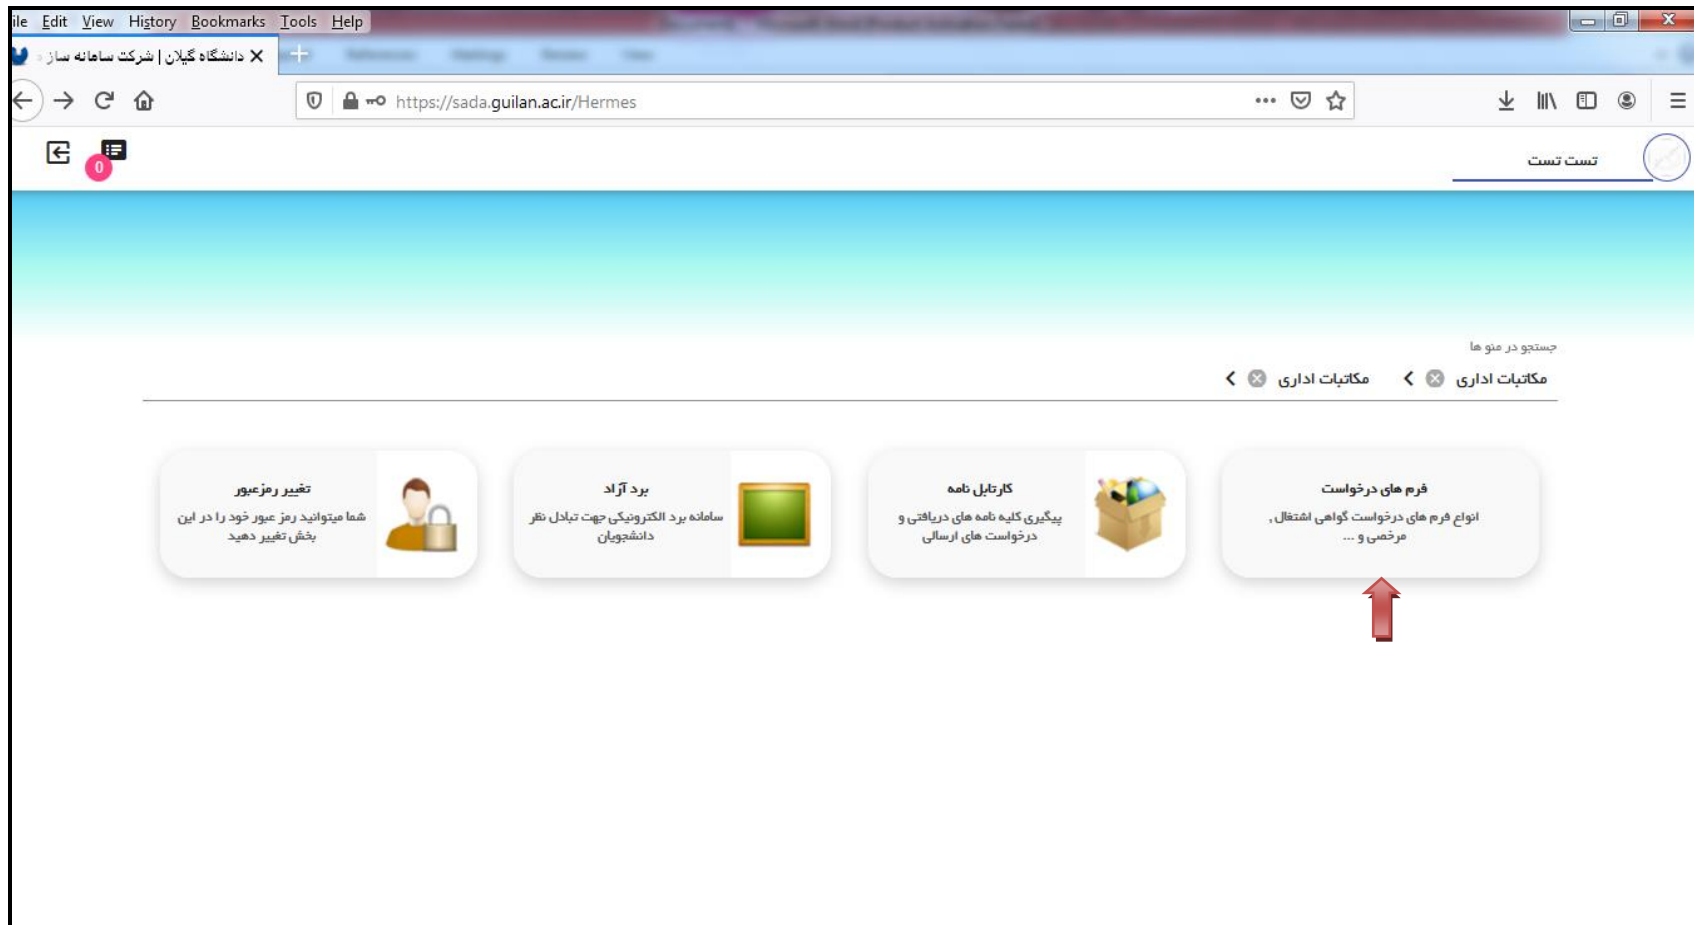 ile Edit View History Bookmarks Tools Help
دانشگاه گیلان | شرکت سامانه ساز
https://sada.guilan.ac.ir/Hermes
0
تست تست
جستجو در منو ها
مکاتبات اداری مکاتبات اداری
فرم های درخواست
انواع فرم های درخواست گواهی اشتغال ,
مرخصی و ...
کارتابل نامه
پیگیری کلیه نامه های دریافتی و
درخواست های ارسالی
برد آزاد
سامانه برد الکترونیکی جهت تبادل نظر
دانشجویان
تغییر رمزعبور
شما میتوانید رمز عبور خود را در این
بخش تغییر دهید